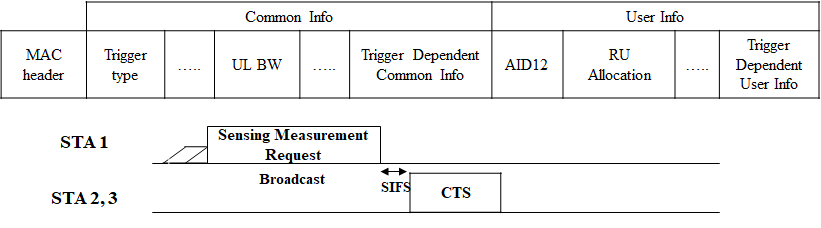 Common Info
User Info
MAC header
Trigger type
.....
UL BW
.....
Trigger Dependent Common Info
AID12
RU Allocation
.....
Trigger Dependent User Info
STA 1
Sensing Measurement
Request
Broadcast
SIFS
STA 2, 3
CTS